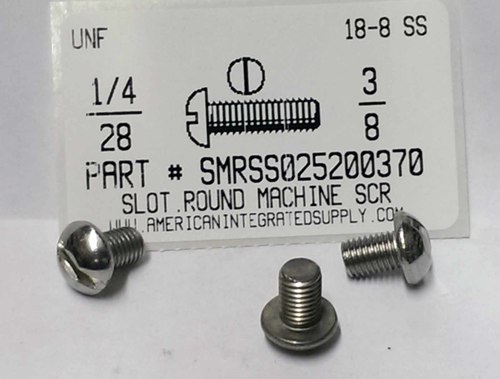 UNF 18-8 SS
1/4 3
28 8
PART # SMRSS025200370
SLOT.ROUND MACHINE SCR
WWW.AMERICANINTEGRATEDSUPPLY.COM